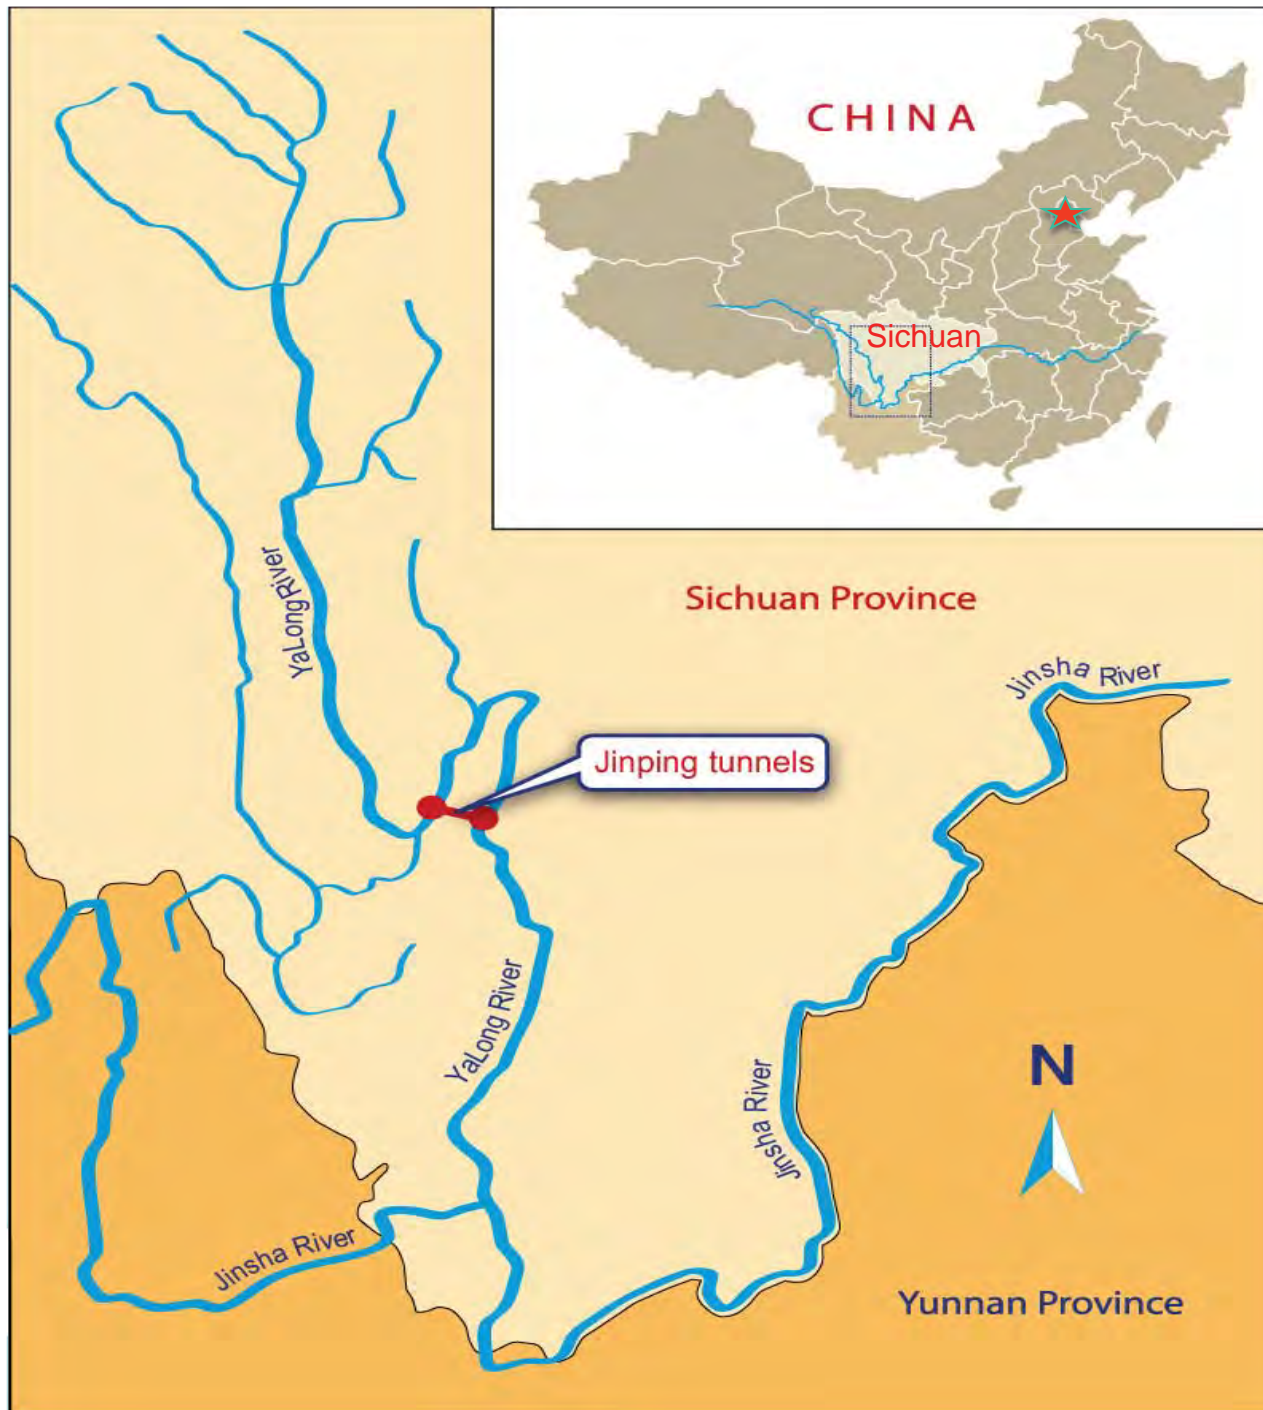 CHINA
Sichuan
YaLongRiver
Sichuan Province
Jinsha River
Jinping tunnels
YaLong River
Jinsha River
N
Jinsha River
Yunnan Province